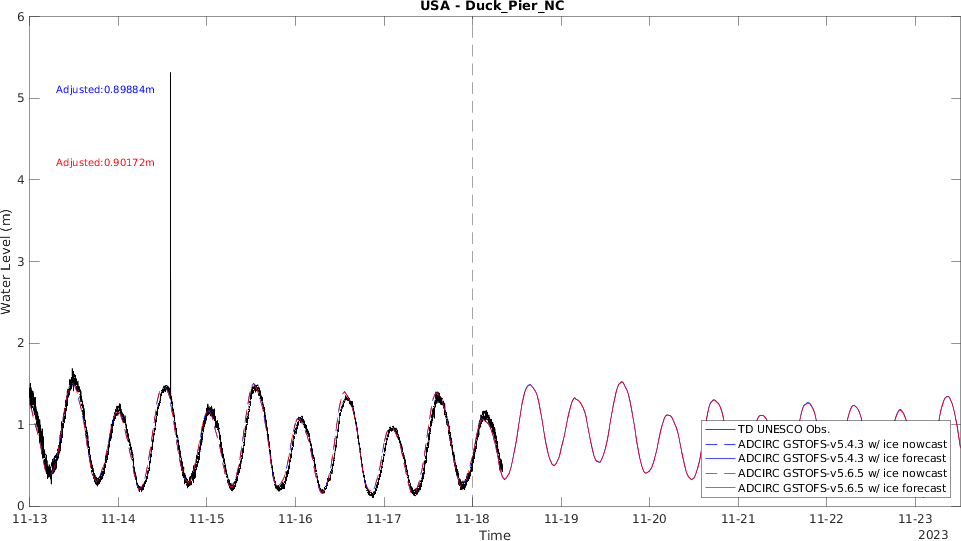 USA - Duck_Pier_NC
6
5
4
3
2
1
0
Water Level (m)
Adjusted:0.89884m
Adjusted:0.90172m
TD UNESCO Obs.
ADCIRC GSTOFS-v5.4.3 w/ ice nowcast
ADCIRC GSTOFS-v5.4.3 w/ ice forecast
ADCIRC GSTOFS-v5.6.5 w/ ice nowcast
ADCIRC GSTOFS-v5.6.5 w/ ice forecast
11-13 11-14 11-15 11-16 11-17 11-18 11-19 11-20 11-21 11-22 11-23
Time
2023